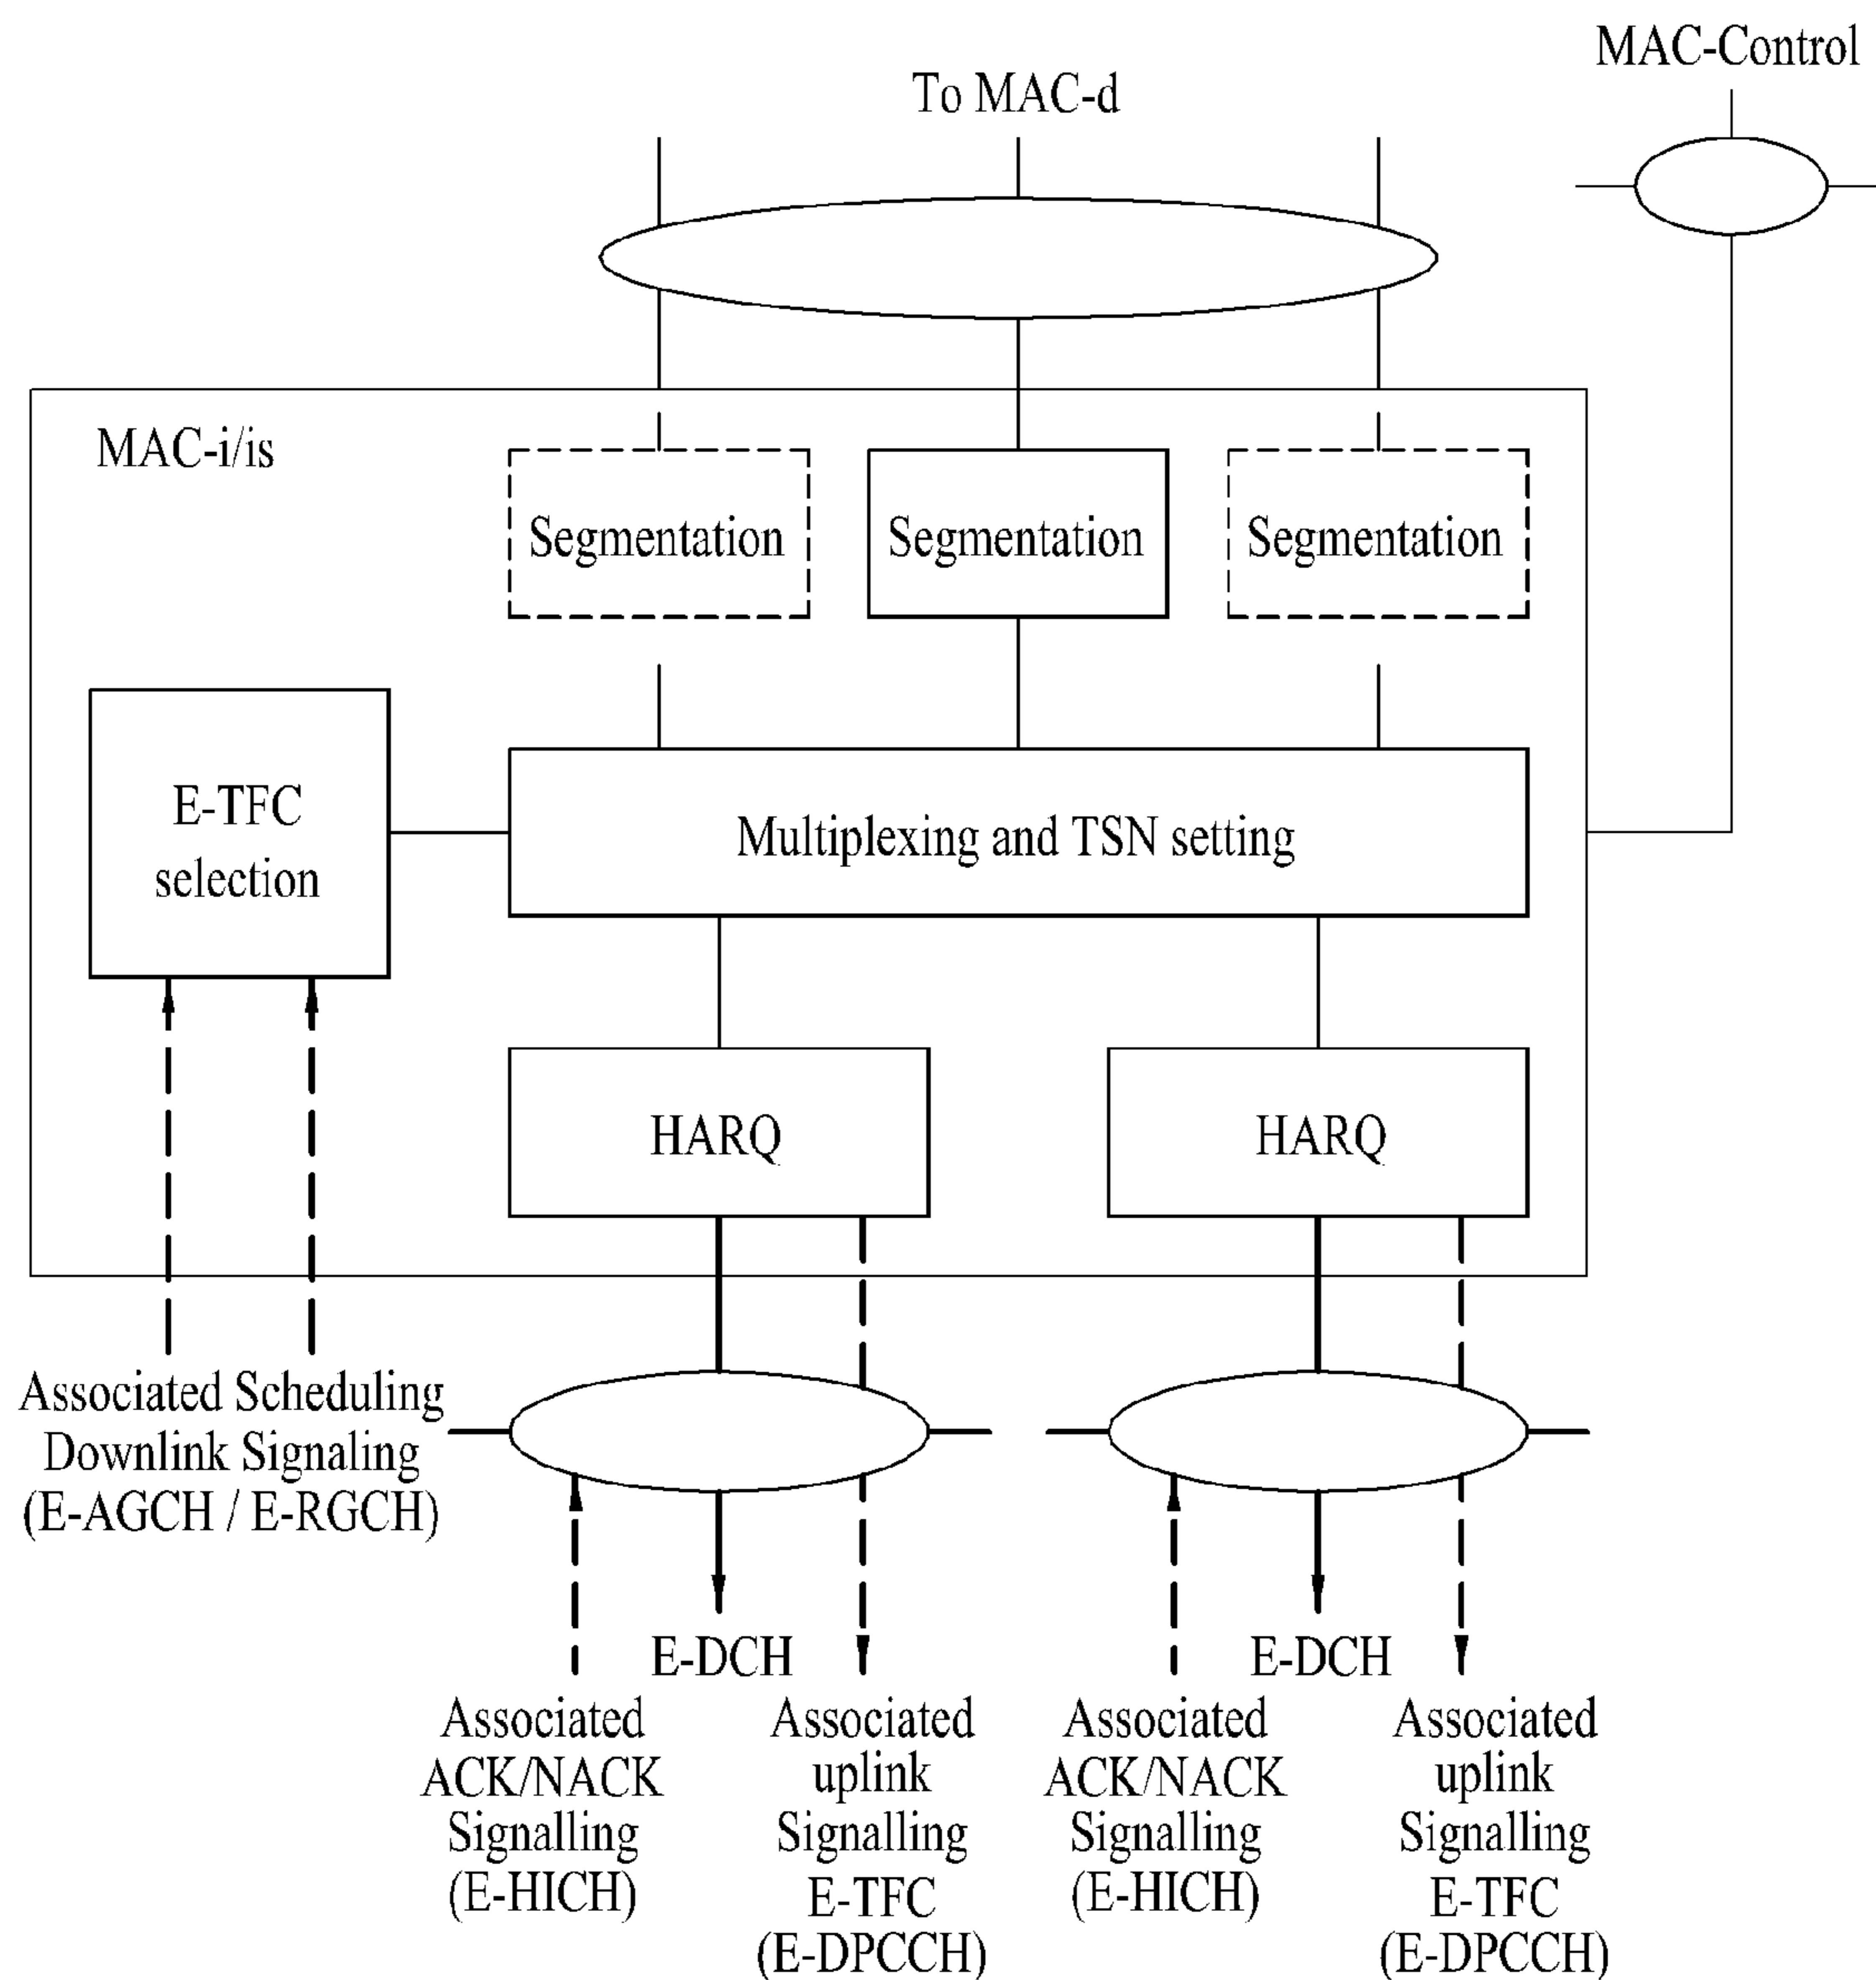 MAC-Control
To MAC-d
MAC-i/is
Segmentation
Segmentation
Segmentation
E-TFC
selection
Multiplexing and TSN setting
HARQ
HARQ
Associated Scheduling
Downlink Signaling
(E-AGCH / E-RGCH)
E-DCH
E-DCH
Associated
ACK/NACK
Signalling
(E-HICH)
Associated
uplink
Signalling
E-TFC
(E-DPCCH)
Associated
ACK/NACK
Signalling
(E-HICH)
Associated
uplink
Signalling
E-TFC
(E-DPCCH)